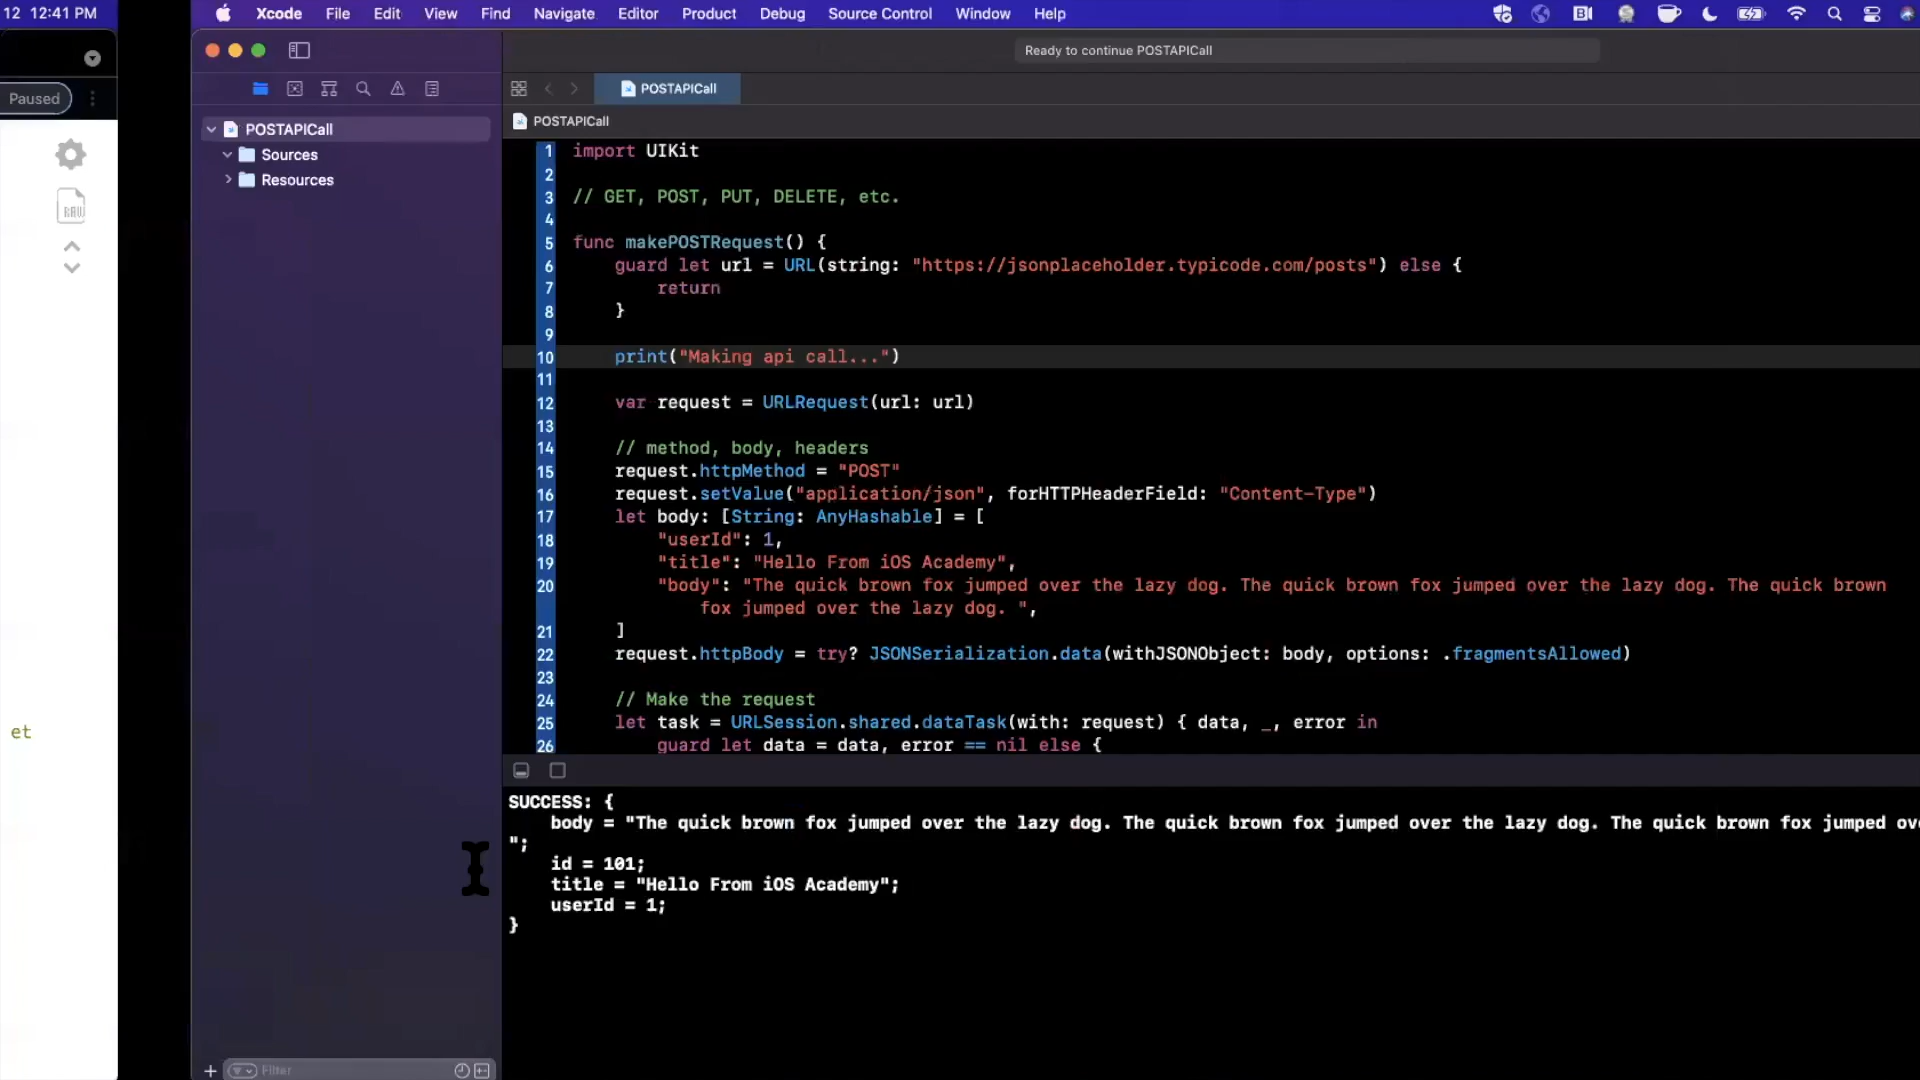 12 12:41 PM
Xcode File Edit View Find Navigate Editor Product Debug Source Control Window Help
Ready to continue POSTAPICall
Paused
POSTAPICall
POSTAPICall
POSTAPICall
Sources
Resources
RAW
et
1 import UIKit
2
3 // GET, POST, PUT, DELETE, etc.
4
5 func makePOSTRequest() {
6 guard let url = URL(string: "https://jsonplaceholder.typicode.com/posts") else {
7 return
8 }
9
10 print("Making api call...")
11
12 var request = URLRequest(url: url)
13
14 // method, body, headers
15 request.httpMethod = "POST"
16 request.setValue("application/json", forHTTPHeaderField: "Content-Type")
17 let body: [String: AnyHashable] = [
18 "userId": 1,
19 "title": "Hello From iOS Academy",
20 "body": "The quick brown fox jumped over the lazy dog. The quick brown fox jumped over the lazy dog. The quick brown
fox jumped over the lazy dog. ",
21 ]
22 request.httpBody = try? JSONSerialization.data(withJSONObject: body, options: .fragmentsAllowed)
23
24 // Make the request
25 let task = URLSession.shared.dataTask(with: request) { data, _, error in
26 guard let data = data, error == nil else {
SUCCESS: {
body = "The quick brown fox jumped over the lazy dog. The quick brown fox jumped over the lazy dog. The quick brown fox jumped ov
";
id = 101;
title = "Hello From iOS Academy";
userId = 1;
}
Filter